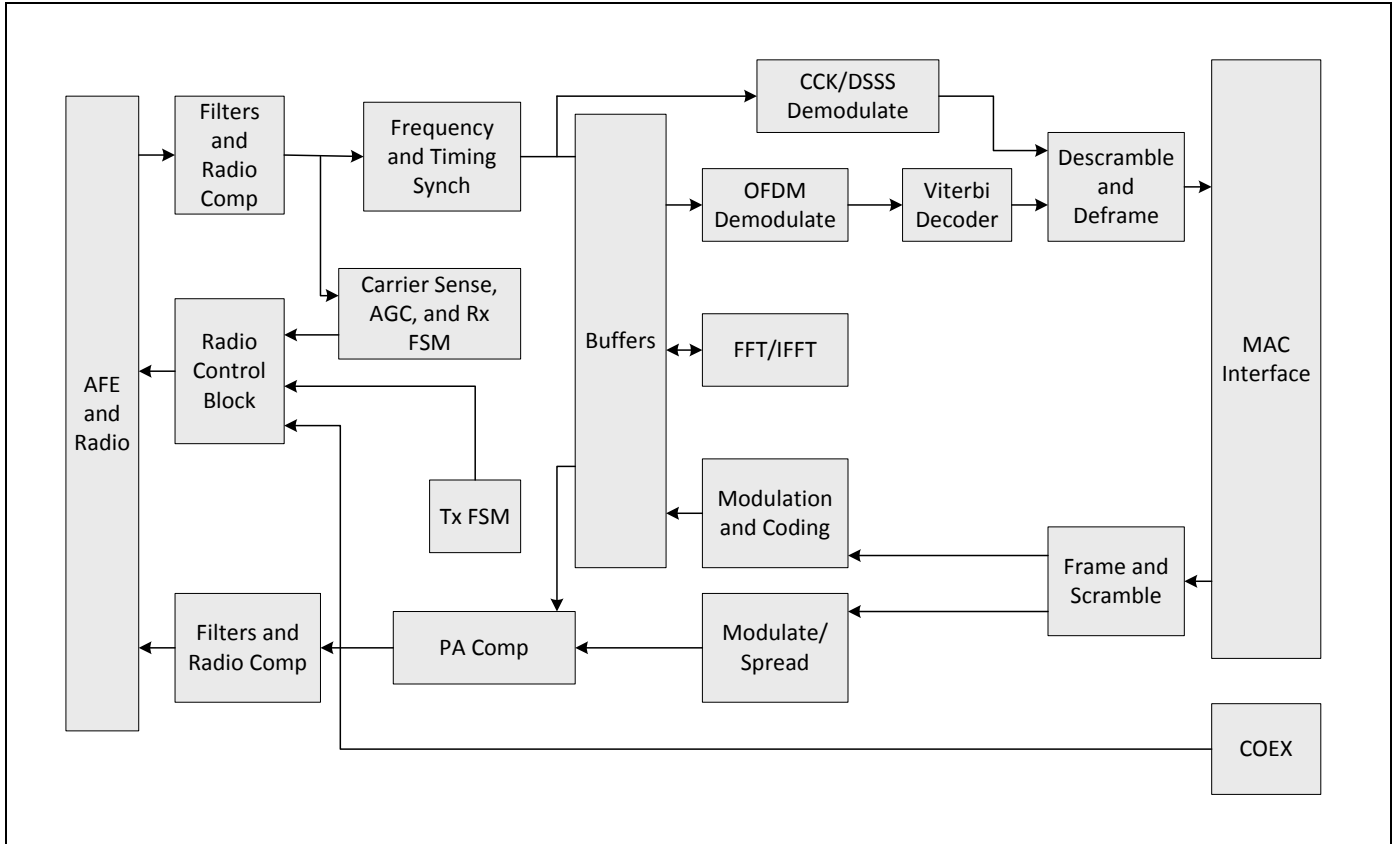 CCK/DSSS
Demodulate
Filters
and
Radio
Comp
Frequency
and Timing
Synch
Descramble
and
Deframe
OFDM
Demodulate
Viterbi
Decoder
Carrier Sense,
AGC, and Rx
FSM
Radio
Control
Block
Buffers
FFT/IFFT
MAC
Interface
AFE
and
Radio
Tx FSM
Modulation
and Coding
Frame and
Scramble
Filters and
Radio Comp
PA Comp
Modulate/
Spread
COEX